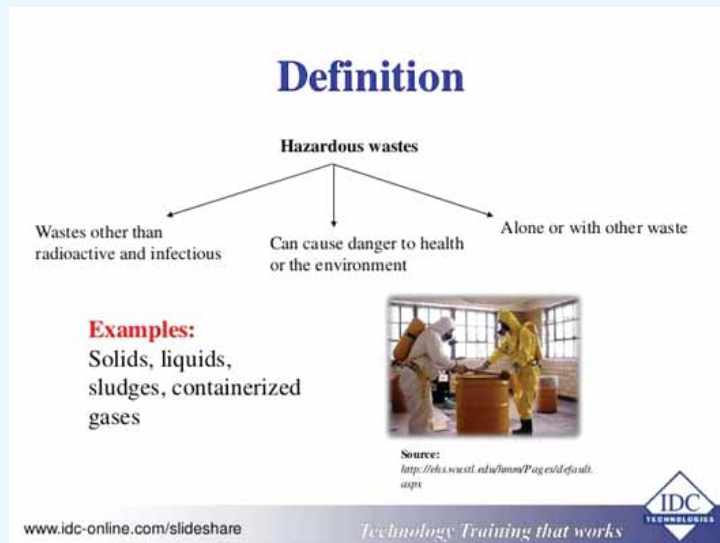 Definition
Hazardous wastes
Wastes other than
radioactive and infectious
Can cause danger to health
or the environment
Alone or with other waste
Examples:
Solids, liquids,
sludges, containerized
gases
Source:
http://ehs.wustl.edu/hmm/Pages/default.
aspx
www.idc-online.com/slideshare
Technology Training that works
IDC
TECHNOLOGIES